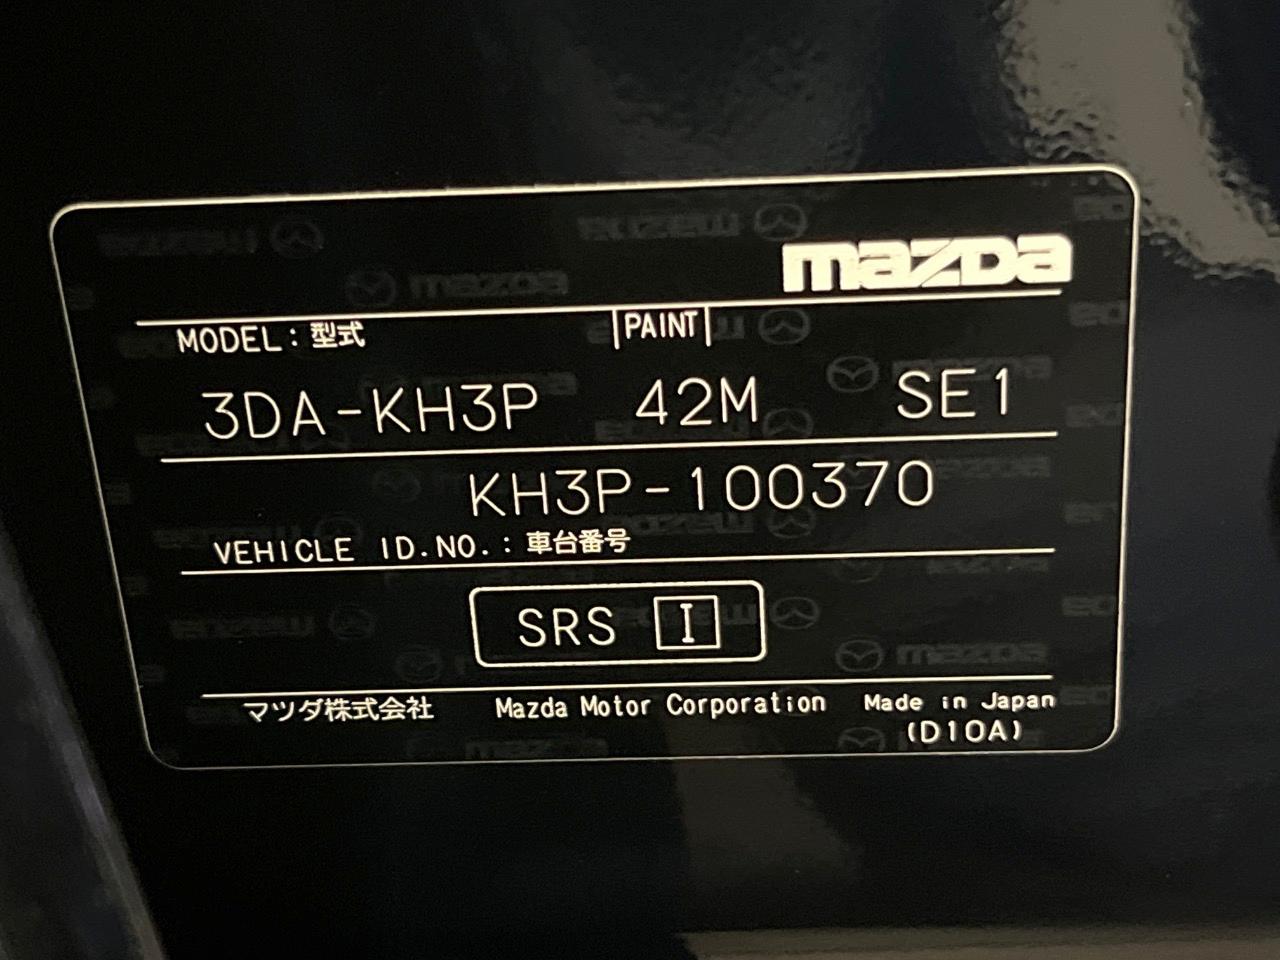 mazda
MODEL：型式 PAINT
3DA-KH3P 42M SE1
KH3P-100370
VEHICLE ID.NO.：車台番号
SRS I
マツダ株式会社 Mazda Motor Corporation Made in Japan
(D10A)